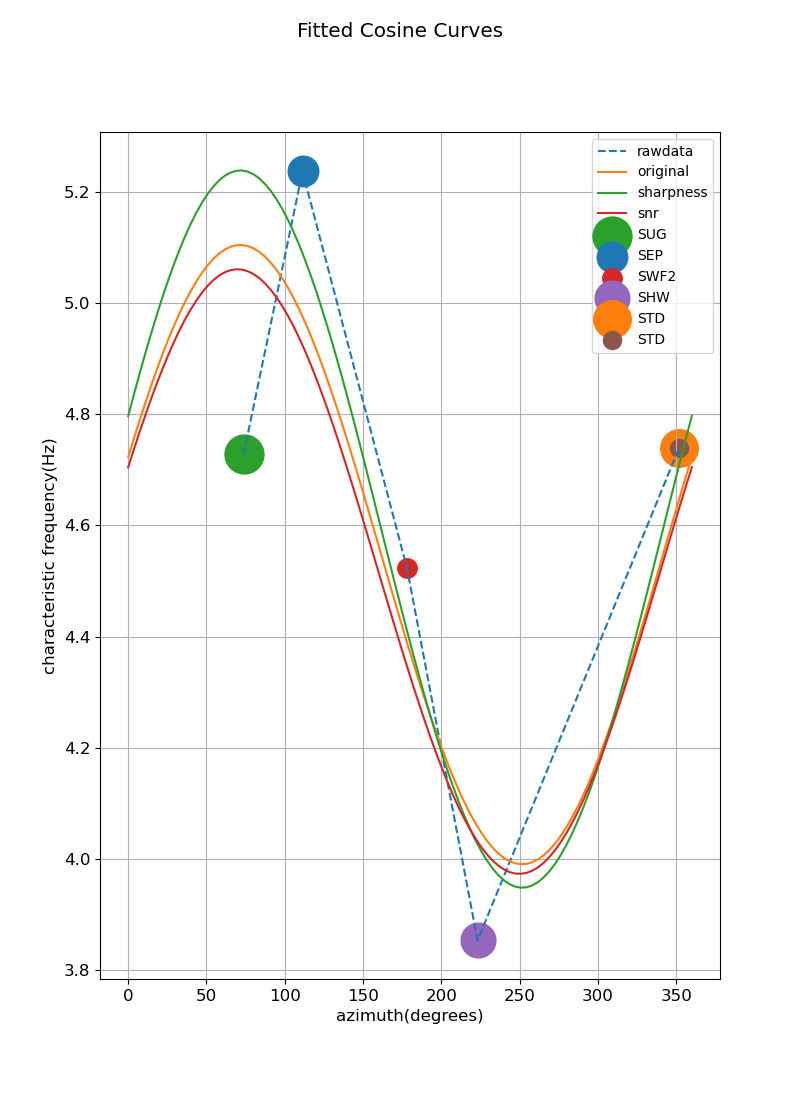 Fitted Cosine Curves
rawdata
original
sharpness
snr
SUG
SEP
SWF2
SHW
STD
STD
5.2
5.0
4.8
4.6
4.4
4.2
4.0
3.8
characteristic frequency(Hz)
0 50 100 150 200 250 300 350
azimuth(degrees)